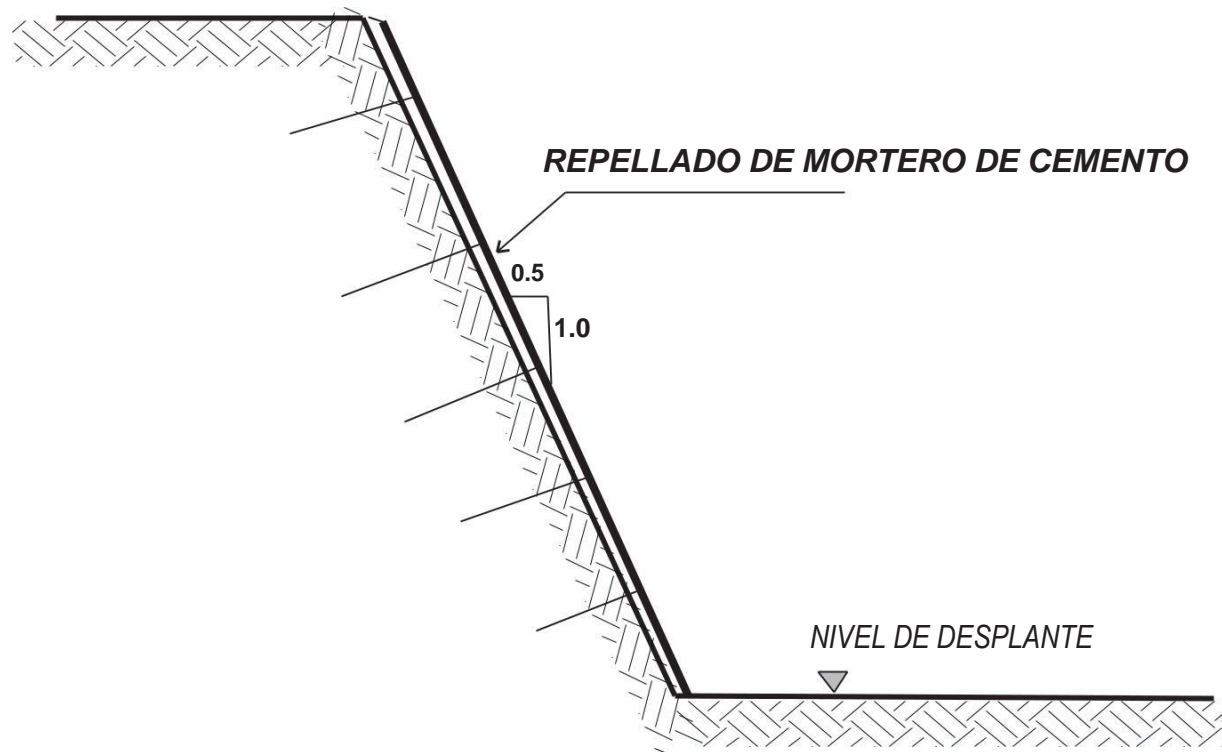 REPELLADO DE MORTERO DE CEMENTO
0.5
1.0
NIVEL DE DESPLANTE